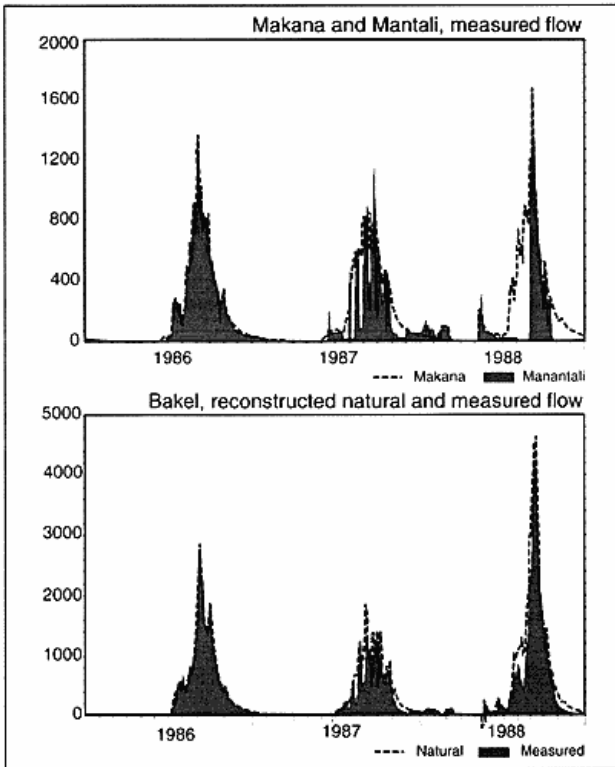 Makana and Mantali, measured flow
2000
1600
1200
800
400
0
1986 1987 1988
Makana Manantali
Bakel, reconstructed natural and measured flow
5000
4000
3000
2000
1000
0
1986 1987 1988
Natural Measured